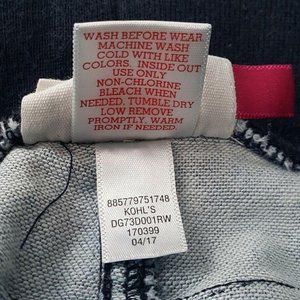 WASH BEFORE WEAR.
MACHINE WASH
COLD WITH LIKE
COLORS. INSIDE OUT
USE ONLY
NON-CHLORINE
BLEACH WHEN
NEEDED. TUMBLE DRY
LOW REMOVE
PROMPTLY. WARM
IRON IF NEEDED.
885779751748
KOHL'S
DG73D001RW
170399
04/17